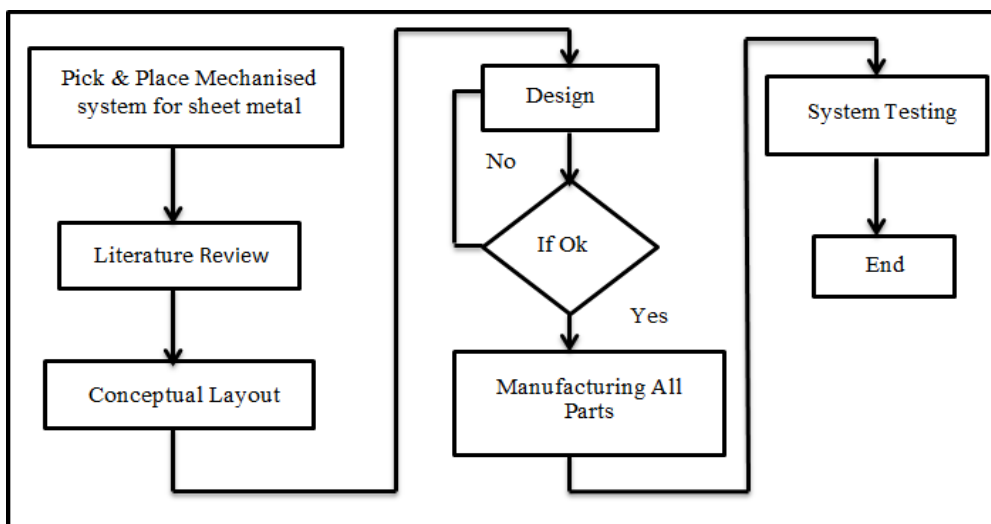 Pick & Place Mechanised
system for sheet metal
Literature Review
Conceptual Layout
Design
No
If Ok
Yes
Manufacturing All
Parts
System Testing
End